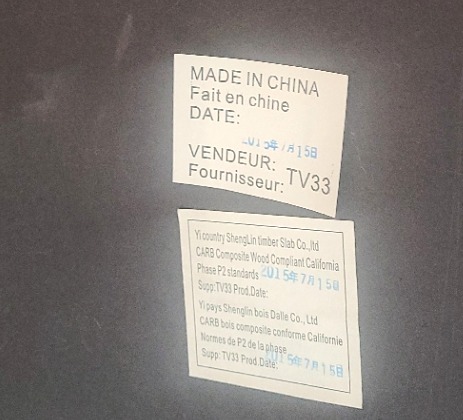 MADE IN CHINA
Fait en chine
DATE:
2015年7月15日
VENDEUR: TV33
Fournisseur:
Yi country ShengLin timber Slab Co.,ltd
CARB Composite Wood Compliant California
Phase P2 standards 2015年7月15日
Supp:TV33 Prod.Date:
Yi pays Shenglin bois Dalle Co., Ltd
CARB bois composite conforme Californie
Normes de P2 de la phase
Supp: TV33 Prod.Date: 2015年7月15日